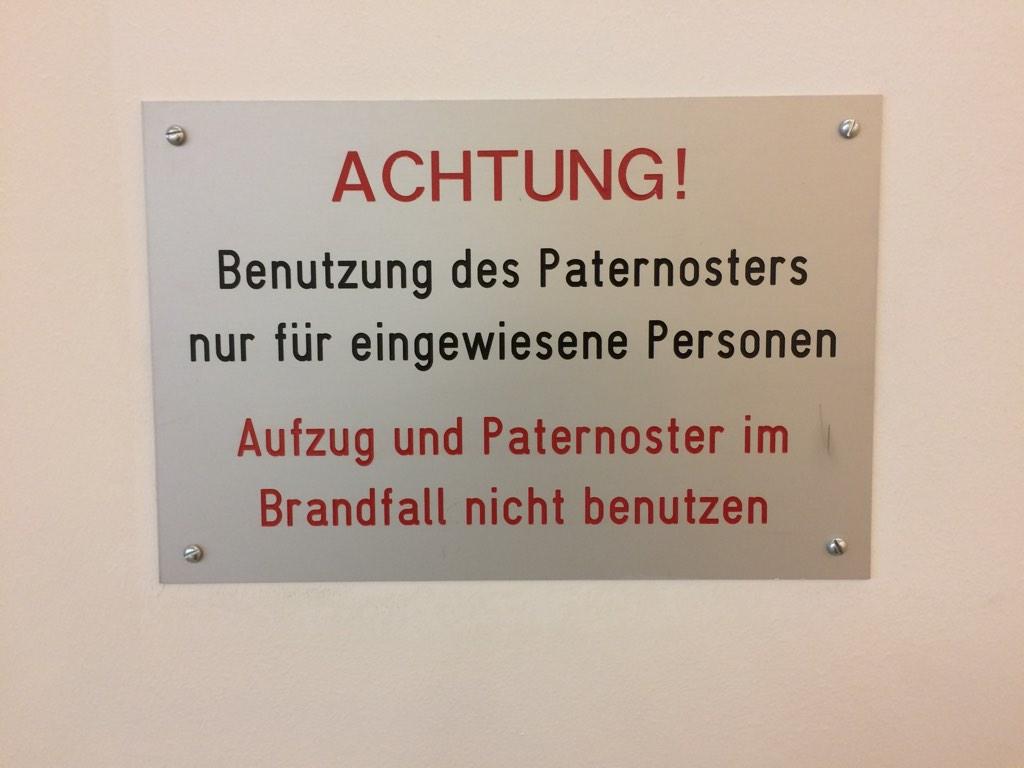 ACHTUNG!
Benutzung des Paternosters
nur für eingewiesene Personen
Aufzug und Paternoster im
Brandfall nicht benutzen